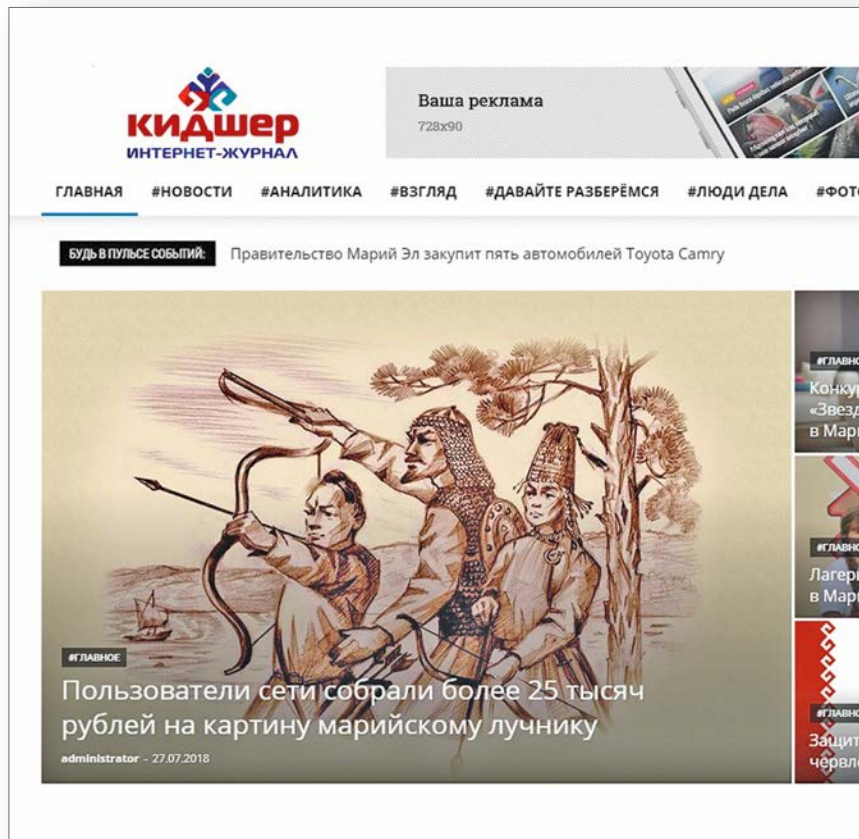 кидшер
ИНТЕРНЕТ-ЖУРНАЛ
Ваша реклама
728x90
ГЛАВНАЯ #НОВОСТИ #АНАЛИТИКА #ВЗГЛЯД #ДАВАЙТЕ РАЗБЕРЁМСЯ #ЛЮДИ ДЕЛА
БУДЬ В ПУЛЬСЕ СОБЫТИЙ: Правительство Марий Эл закупит пять автомобилей Toyota Camry
#ГЛАВНОЕ
Пользователи сети собрали более 25 тысяч
рублей на картину марийскому лучнику
administrator - 27.07.2018